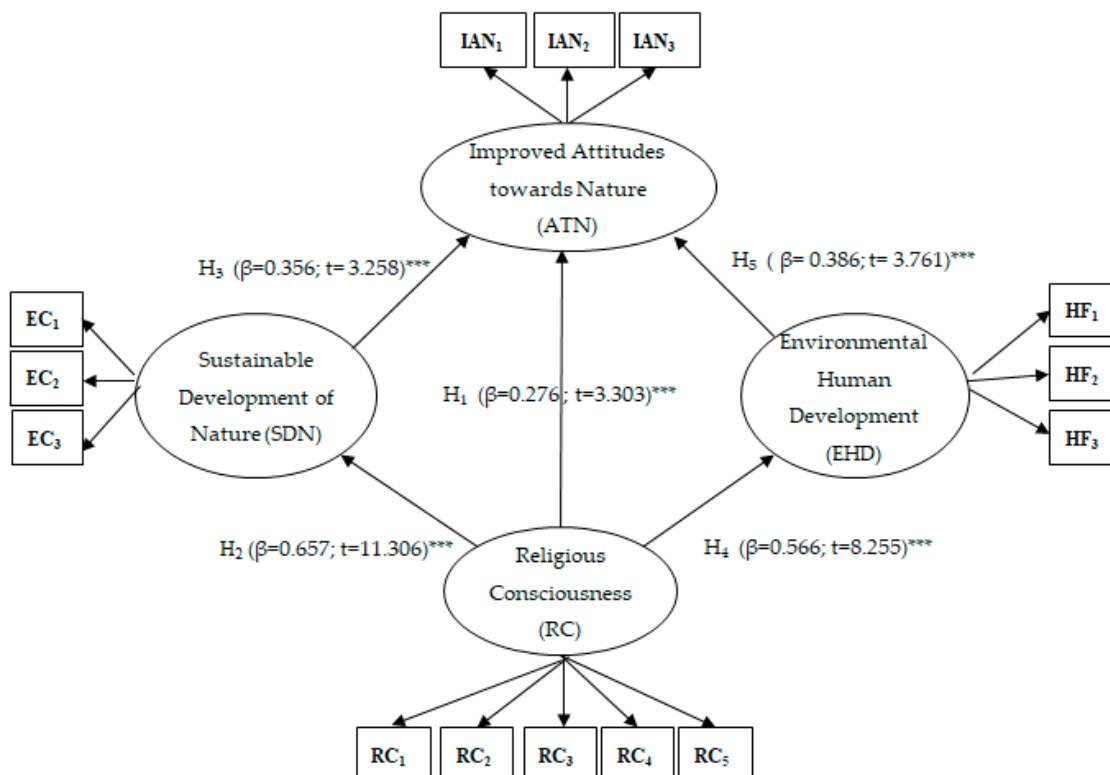 IAN₁ IAN₂ IAN₃
Improved Attitudes
towards Nature
(ATN)
H₃ (β=0.356; t= 3.258)***
H₅ ( β= 0.386; t= 3.761)***
EC₁
EC₂
EC₃
Sustainable
Development of
Nature (SDN)
H₁ (β=0.276; t=3.303)***
Environmental
Human
Development
(EHD)
HF₁
HF₂
HF₃
H₂ (β=0.657; t=11.306)***
H₄ (β=0.566; t=8.255)***
Religious
Consciousness
(RC)
RC₁ RC₂ RC₃ RC₄ RC₅